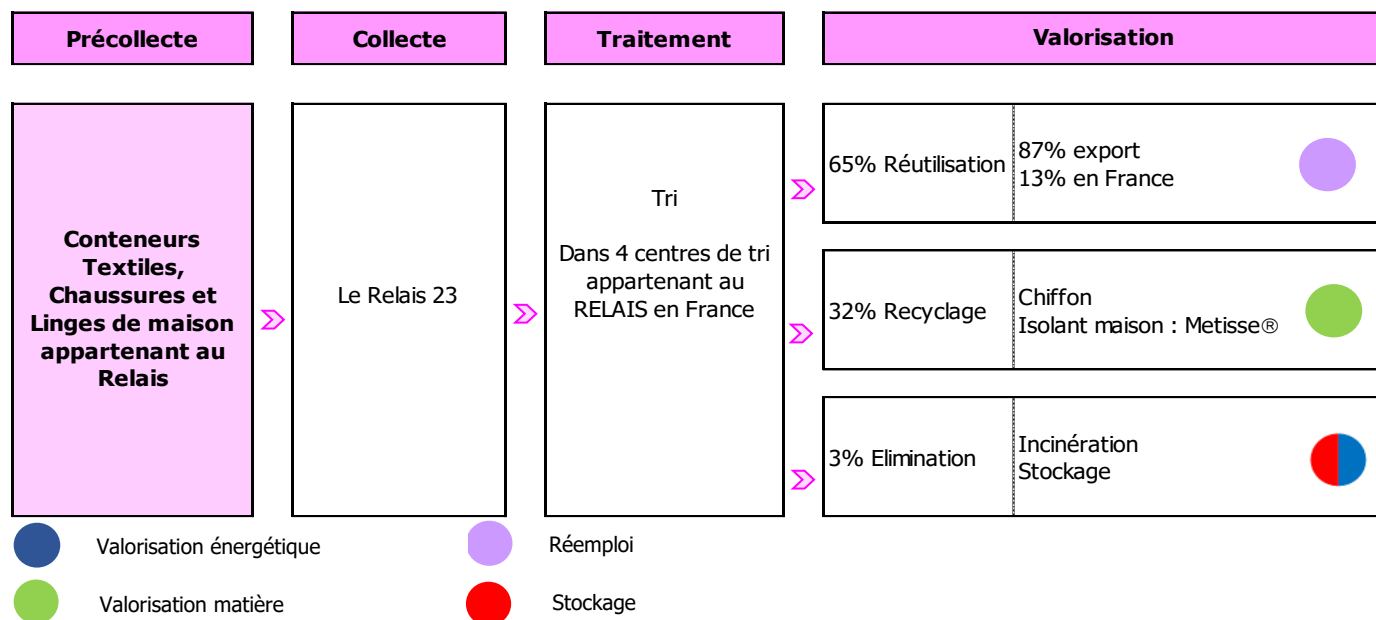 Précollecte
Collecte
Traitement
Valorisation
Conteneurs
Textiles,
Chaussures et
Linges de maison
appartenant au
Relais
Le Relais 23
Tri
Dans 4 centres de tri
appartenant au
RELAIS en France
65% Réutilisation
87% export
13% en France
32% Recyclage
Chiffon
Isolant maison : Metisse®
3% Elimination
Incinération
Stockage
Valorisation énergétique
Réemploi
Valorisation matière
Stockage